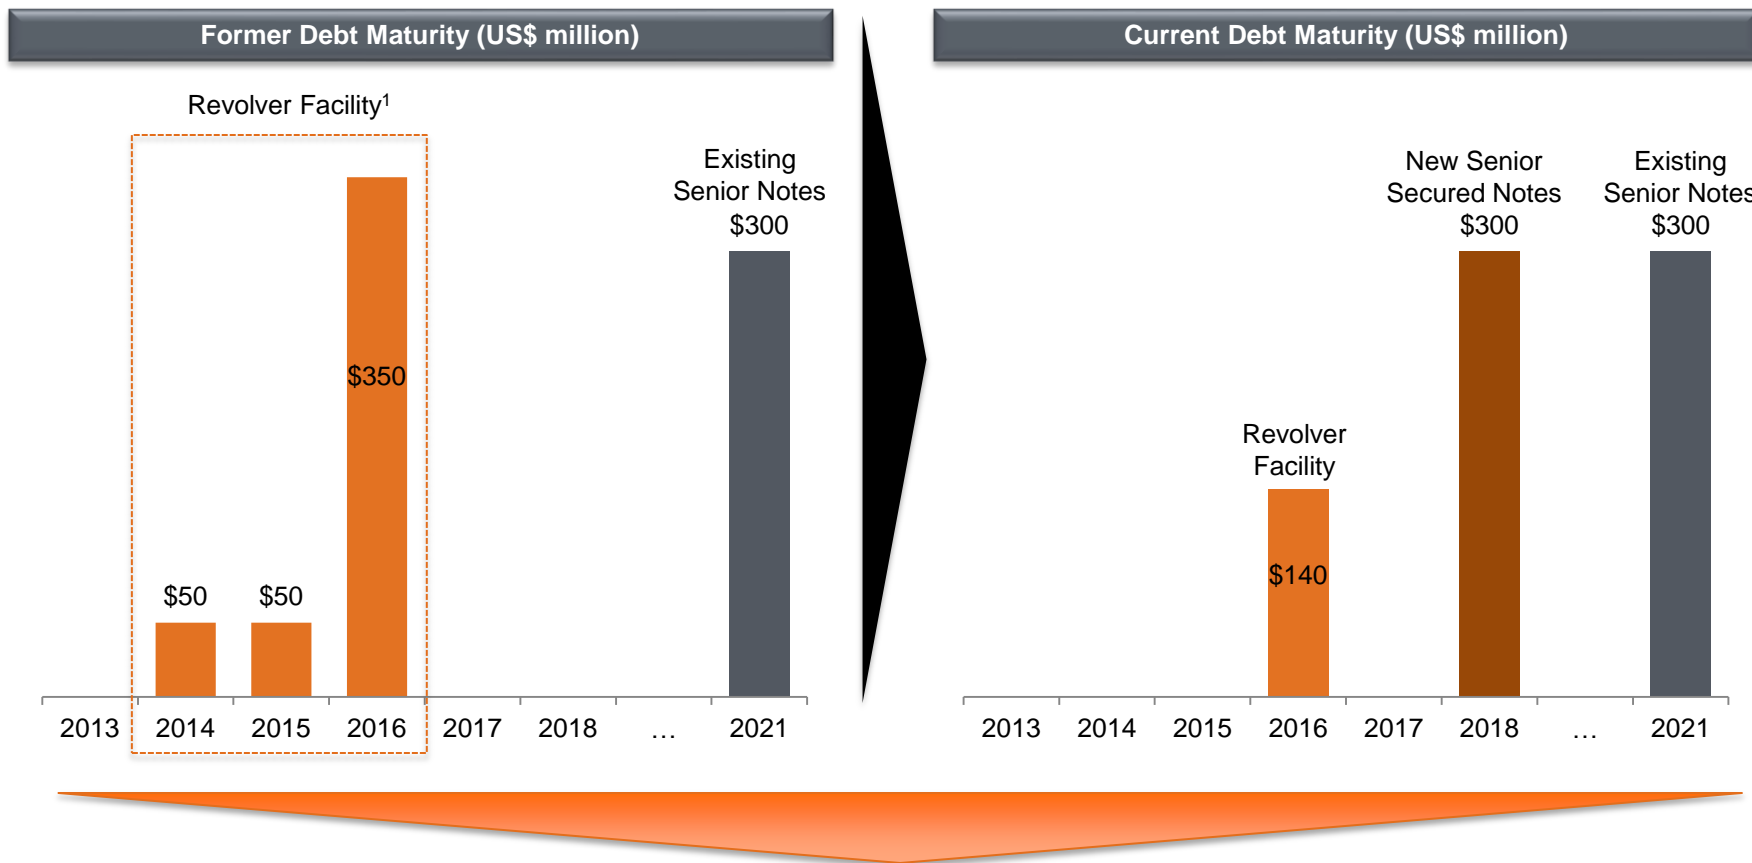 Former Debt Maturity (US$ million)
Revolver Facility¹
Existing
Senior Notes
$300
$350
$50
$50
2013
2014
2015
2016
2017
2018
...
2021
Current Debt Maturity (US$ million)
New Senior
Secured Notes
$300
Existing
Senior Notes
$300
Revolver
Facility
$140
2013
2014
2015
2016
2017
2018
...
2021